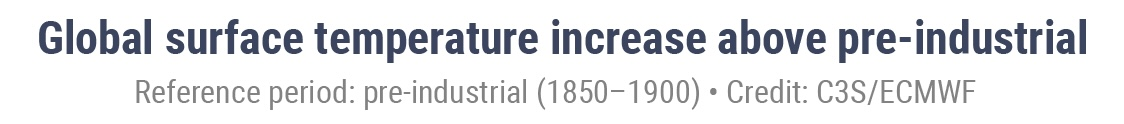 Global surface temperature increase above pre-industrial
Reference period: pre-industrial (1850–1900) • Credit: C3S/ECMWF